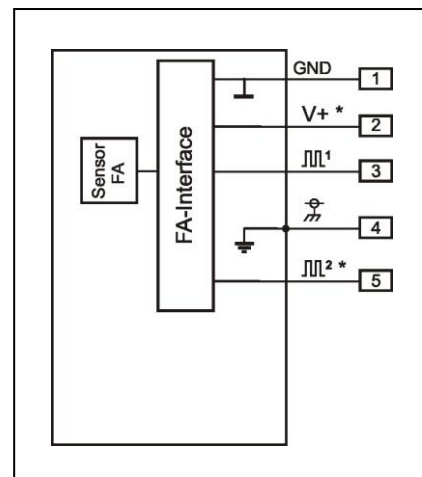 GND
1
V+ *
2
Sensor
FA
FA-Interface
1
3
4
2 *
5